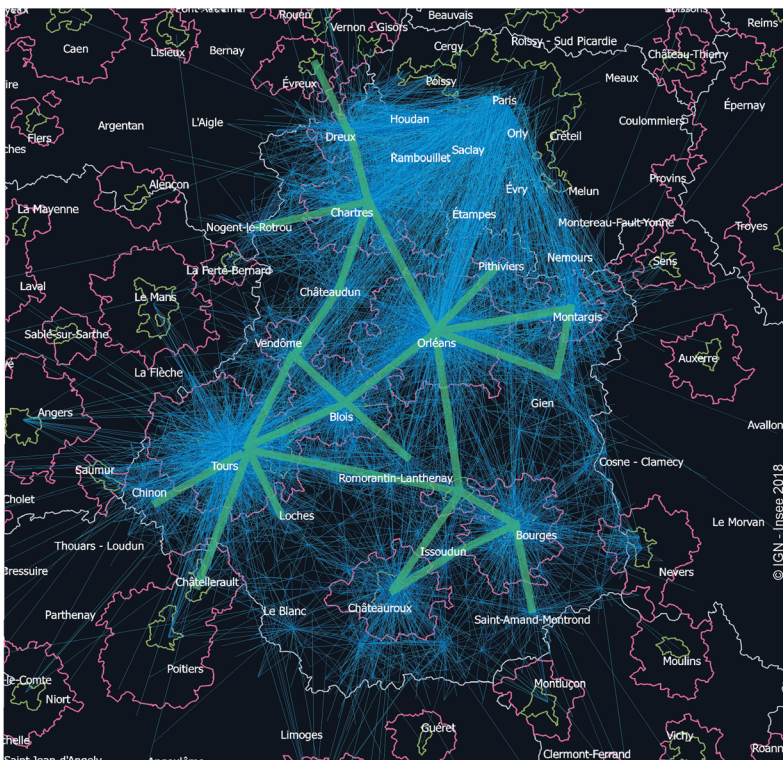 Rouen
Beauvais
Vernon - Gisors
Reims
Caen
Lisieux
Bernay
Cergy
Roissy - Sud Picardie
Château-Thierry
Évreux
Poissy
Meaux
Épernay
Paris
L'Aigle
Houdan
Coulommiers
Argentan
Flers
Dreux
Orly
Créteil
Saclay
Rambouillet
Provins
Alençon
Évry
Melun
La Mayenne
Chartres
Étampes
Nogent-le-Rotrou
Montereau-Fault-Yonne
Troyes
Nemours
Sens
Pithiviers
La Ferté-Bernard
Laval
Châteaudun
Le Mans
Montargis
Sablé-sur-Sarthe
Vendôme
Orléans
Auxerre
La Flèche
Gien
Angers
Blois
Avallon
Tours
Cosne - Clamecy
Saumur
Romorantin-Lanthenay
Chinon
Cholet
Loches
Le Morvan
Bourges
Thouars - Loudun
Issoudun
© IGN - Insee 2018
Bressuire
Nevers
Châtellerault
Parthenay
Le Blanc
Châteauroux
Saint-Amand-Montrond
Poitiers
Moulins
le-Comte
Niort
Montluçon
Guéret
Limoges
Vichy
Roann
Clermont-Ferrand